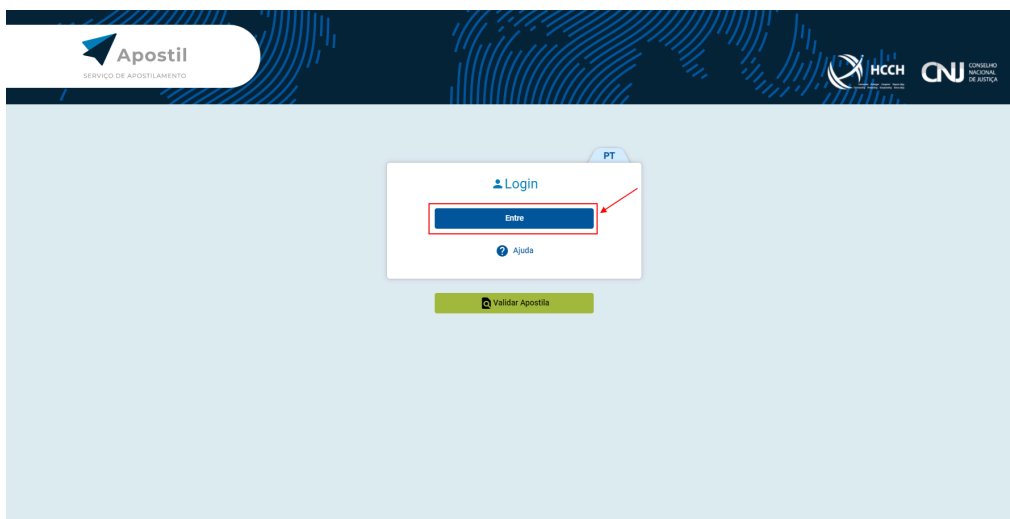 Apostil
SERVIÇO DE APOSTILAMENTO
HCCH
CNJ
CONSELHO
NACIONAL
DE JUSTIÇA
PT
Login
Entre
Ajuda
Validar Apostila